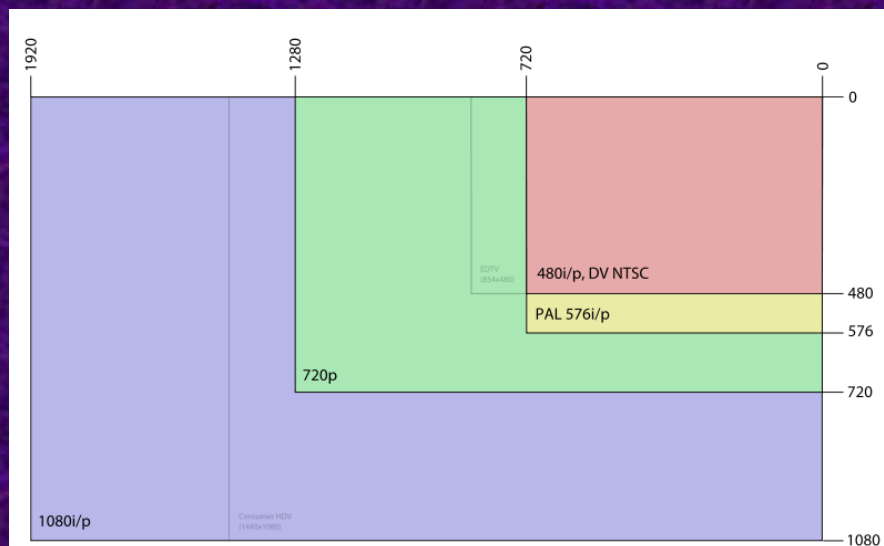 1920
1280
720
0
0
EDTV
(854x480)
480i/p, DV NTSC
480
PAL 576i/p
576
720p
720
Consumer HDV
(1440x1080)
1080i/p
1080